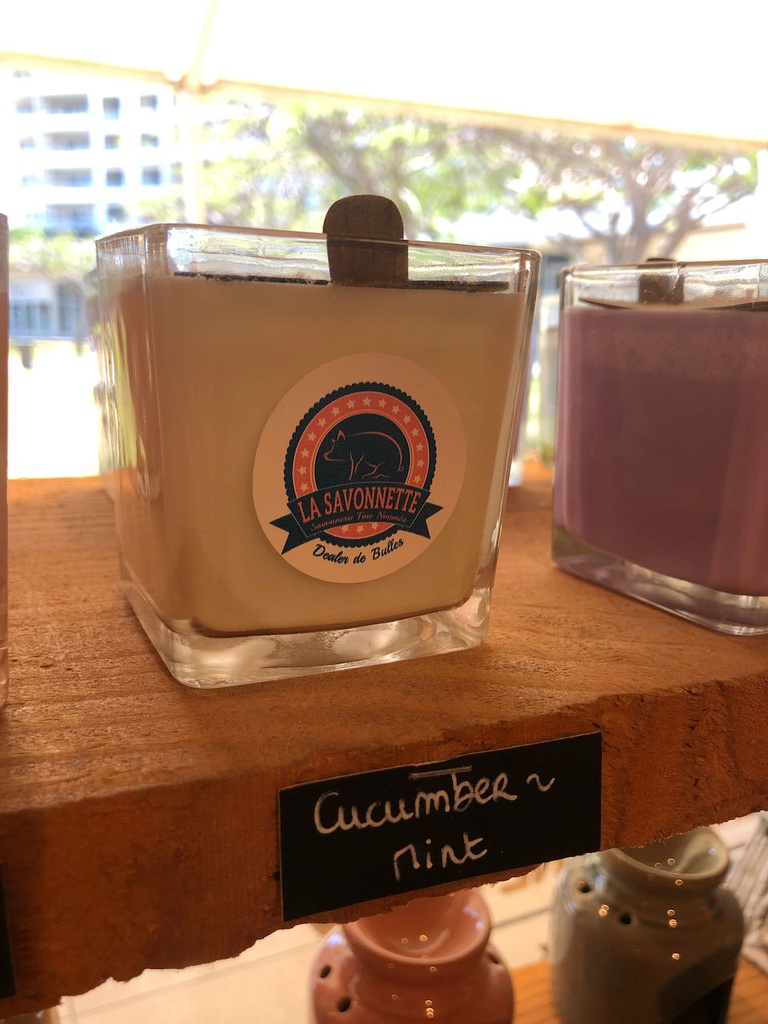 LA SAVONNETTE
Savonnerie Fine Nouméa
Dealer de Bulles
Cucumber ~
Mint